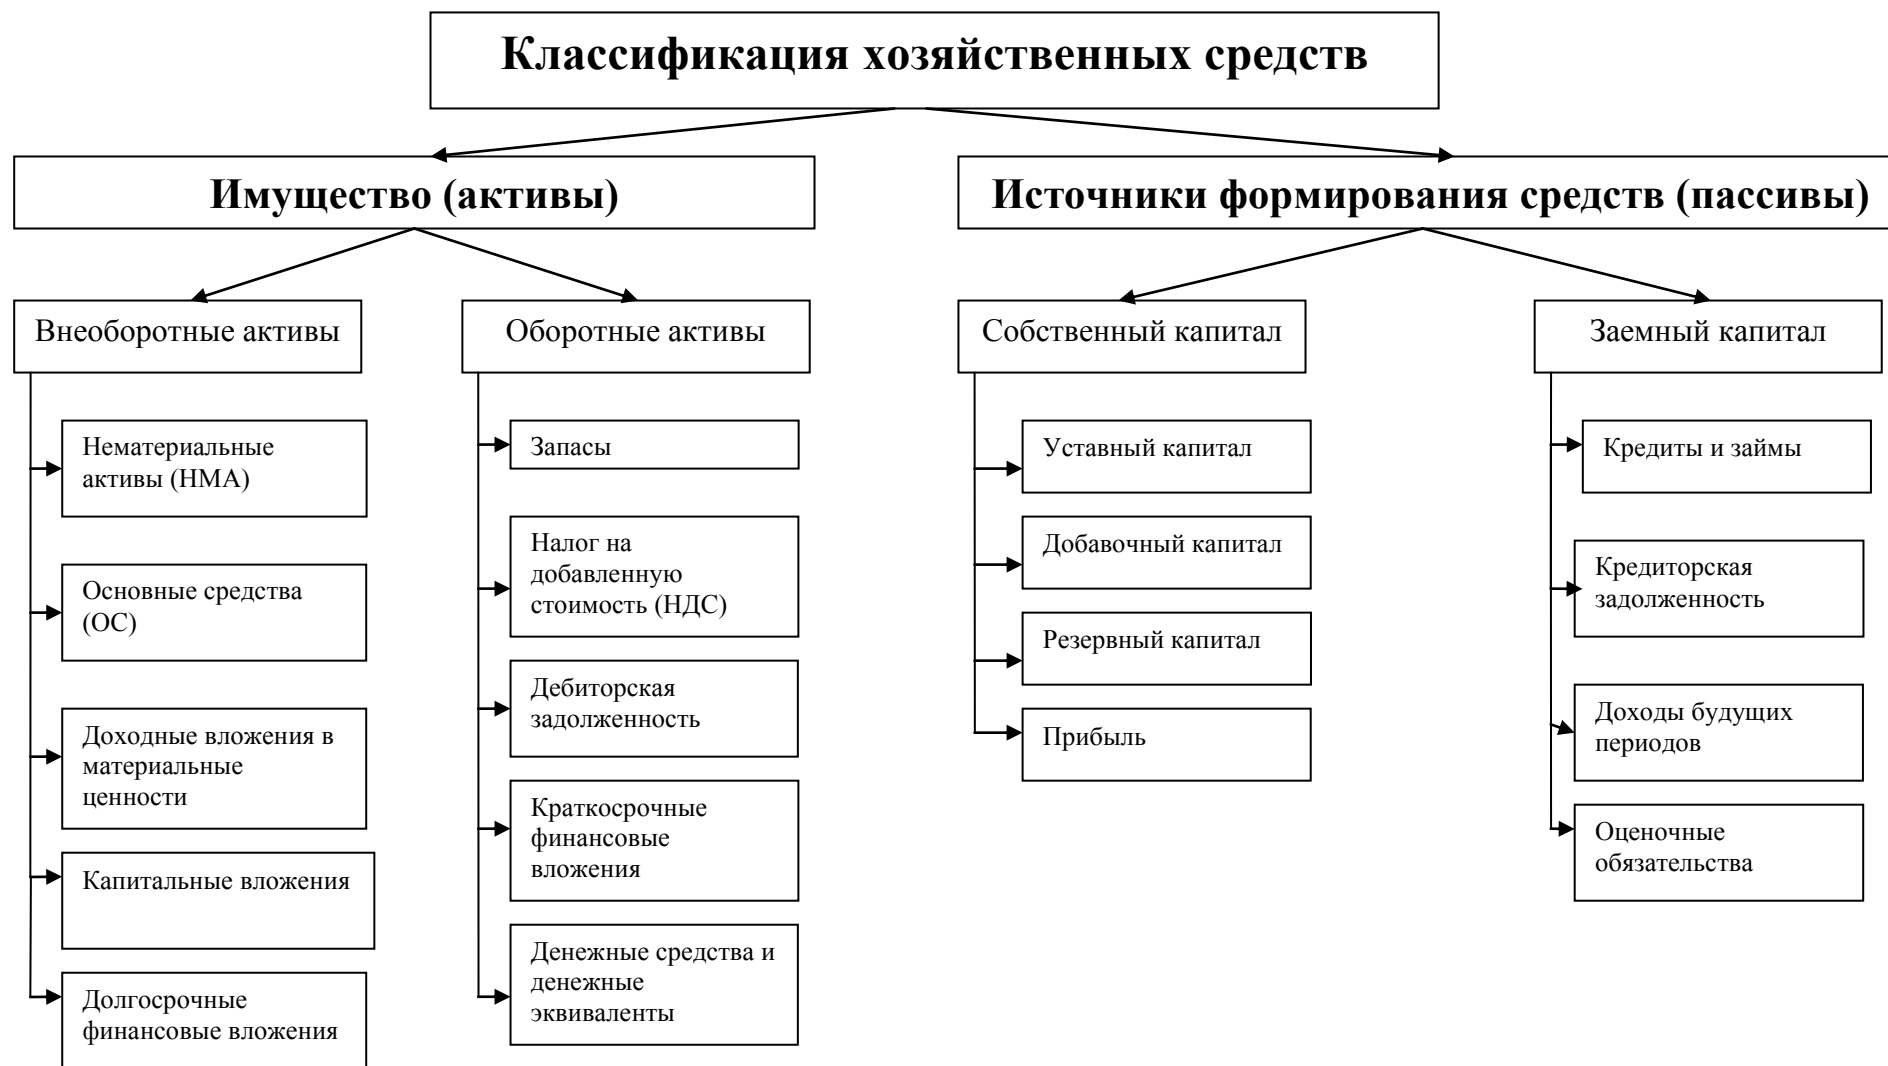 Классификация хозяйственных средств
Имущество (активы)
Источники формирования средств (пассивы)
Внеоборотные активы
Нематериальные
активы (НМА)
Основные средства
(ОС)
Доходные вложения в
материальные
ценности
Капитальные вложения
Долгосрочные
финансовые вложения
Оборотные активы
Запасы
Налог на
добавленную
стоимость (НДС)
Дебиторская
задолженность
Краткосрочные
финансовые
вложения
Денежные средства и
денежные
эквиваленты
Собственный капитал
Уставный капитал
Добавочный капитал
Резервный капитал
Прибыль
Заемный капитал
Кредиты и займы
Кредиторская
задолженность
Доходы будущих
периодов
Оценочные
обязательства